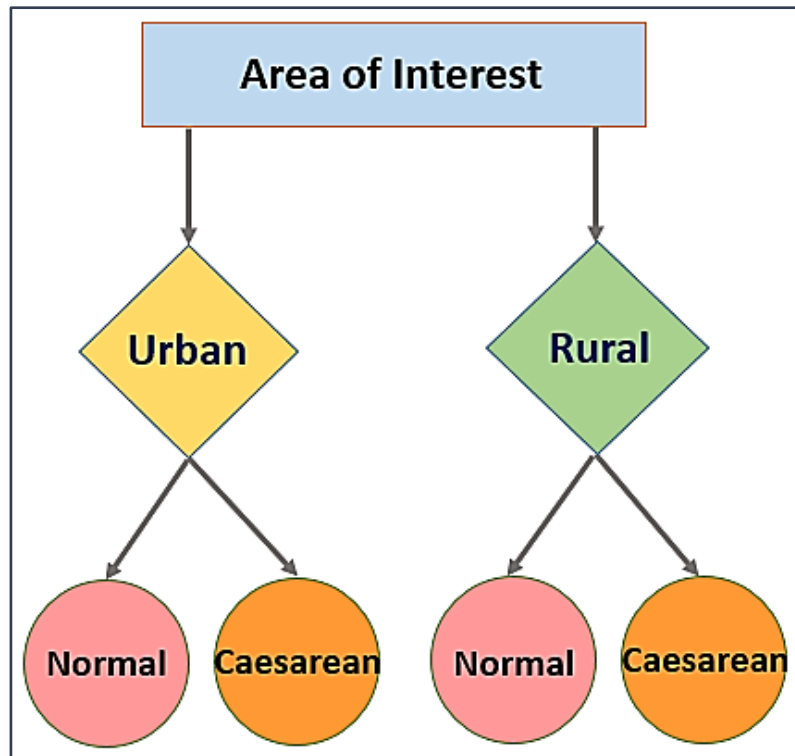 Area of Interest
Urban
Rural
Normal
Caesarean
Normal
Caesarean